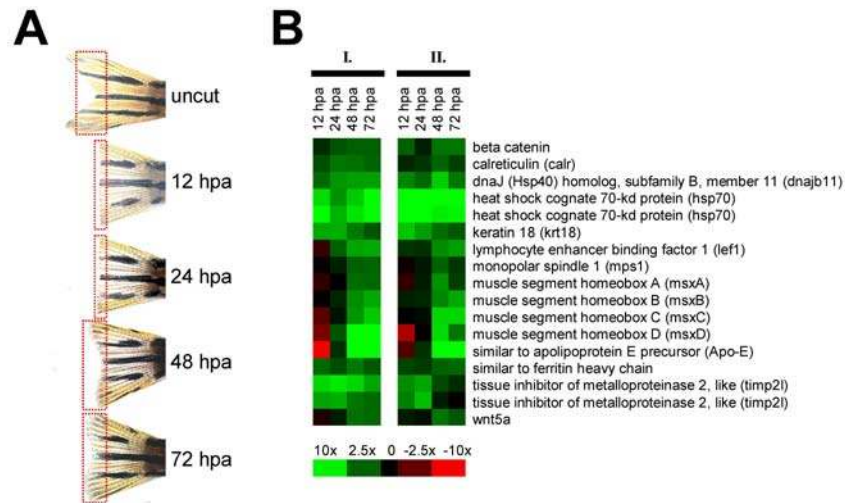 A
uncut
12 hpa
24 hpa
48 hpa
72 hpa
B
I. II.
12 hpa 24 hpa 48 hpa 72 hpa 12 hpa 24 hpa 48 hpa 72 hpa
beta catenin
calreticulin (calr)
dnaJ (Hsp40) homolog, subfamily B, member 11 (dnajb11)
heat shock cognate 70-kd protein (hsp70)
heat shock cognate 70-kd protein (hsp70)
keratin 18 (krt18)
lymphocyte enhancer binding factor 1 (lef1)
monopolar spindle 1 (mps1)
muscle segment homeobox A (msxA)
muscle segment homeobox B (msxB)
muscle segment homeobox C (msxC)
muscle segment homeobox D (msxD)
similar to apolipoprotein E precursor (Apo-E)
similar to ferritin heavy chain
tissue inhibitor of metalloproteinase 2, like (timp2l)
tissue inhibitor of metalloproteinase 2, like (timp2l)
wnt5a
10x 2.5x 0 -2.5x -10x